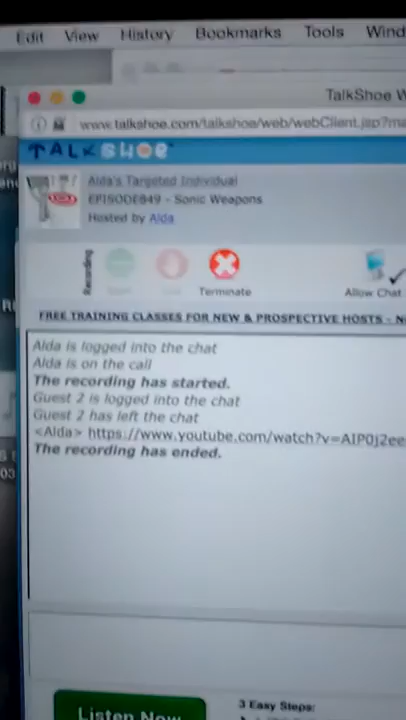 Edit View History Bookmarks Tools Wind
TalkShoe W
www.talkshoe.com/talkshoe/web/webClient.jsp?ma
TALKSHOE
Alda's Targeted Individual
EPISODE849 - Sonic Weapons
Hosted by Alda
Recording
Terminate
Allow Chat
FREE TRAINING CLASSES FOR NEW & PROSPECTIVE HOSTS - N
Alda is logged into the chat
Alda is on the call
The recording has started.
Guest 2 is logged into the chat
Guest 2 has left the chat
<Alda> https://www.youtube.com/watch?v=AIP0j2ee
The recording has ended.
Listen Now
3 Easy Steps: